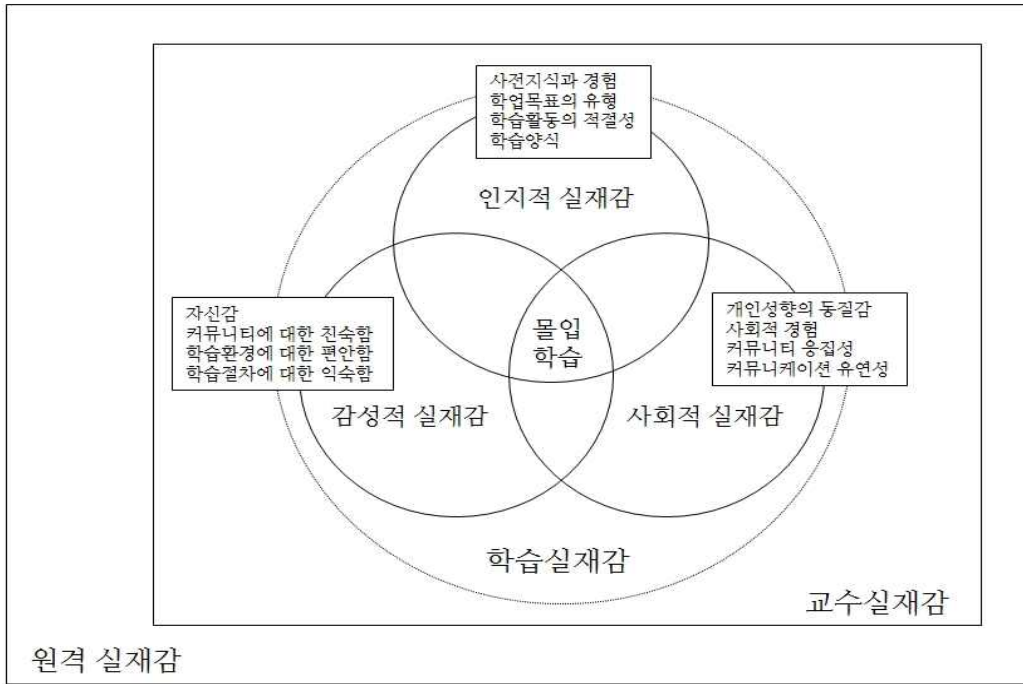 사전지식과 경험
학업목표의 유형
학습활동의 적절성
학습양식
인지적 실재감
자신감
커뮤니티에 대한 친숙함
학습환경에 대한 편안함
학습절차에 대한 익숙함
몰입
학습
개인성향의 동질감
사회적 경험
커뮤니티 응집성
커뮤니케이션 유연성
감성적 실재감
사회적 실재감
학습실재감
교수실재감
원격 실재감